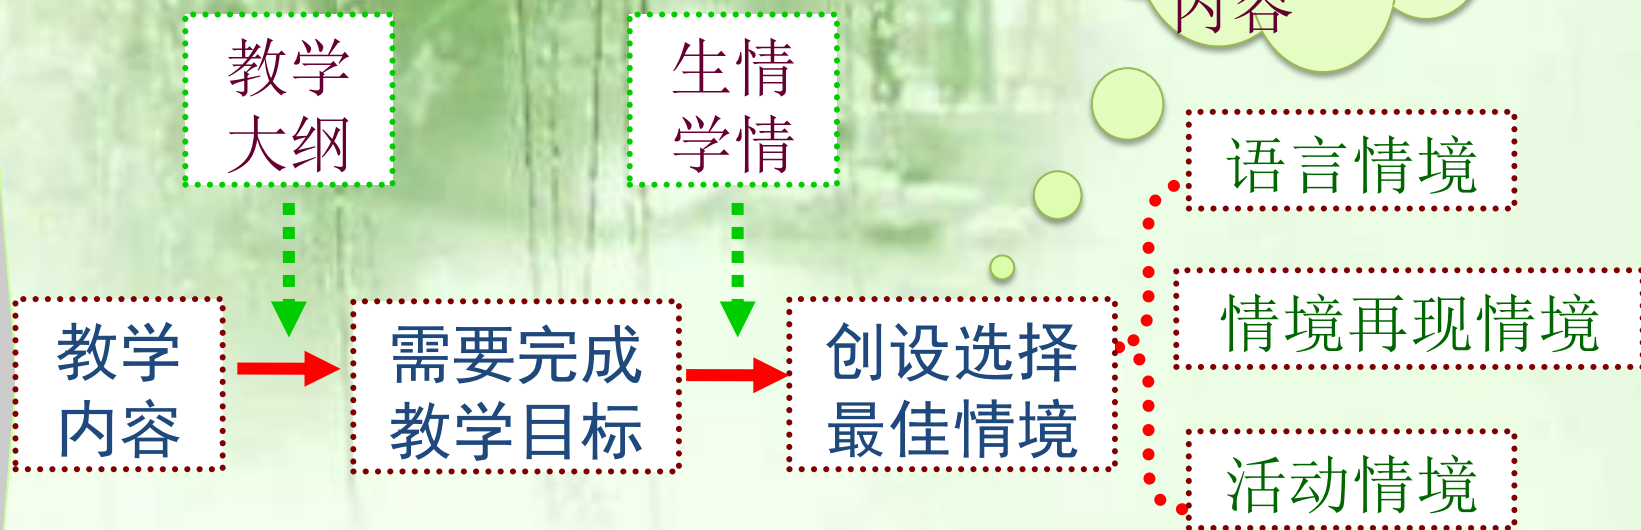 内容
教学
大纲
生情
学情
语言情境
情境再现情境
教学
内容
需要完成
教学目标
创设选择
最佳情境
活动情境